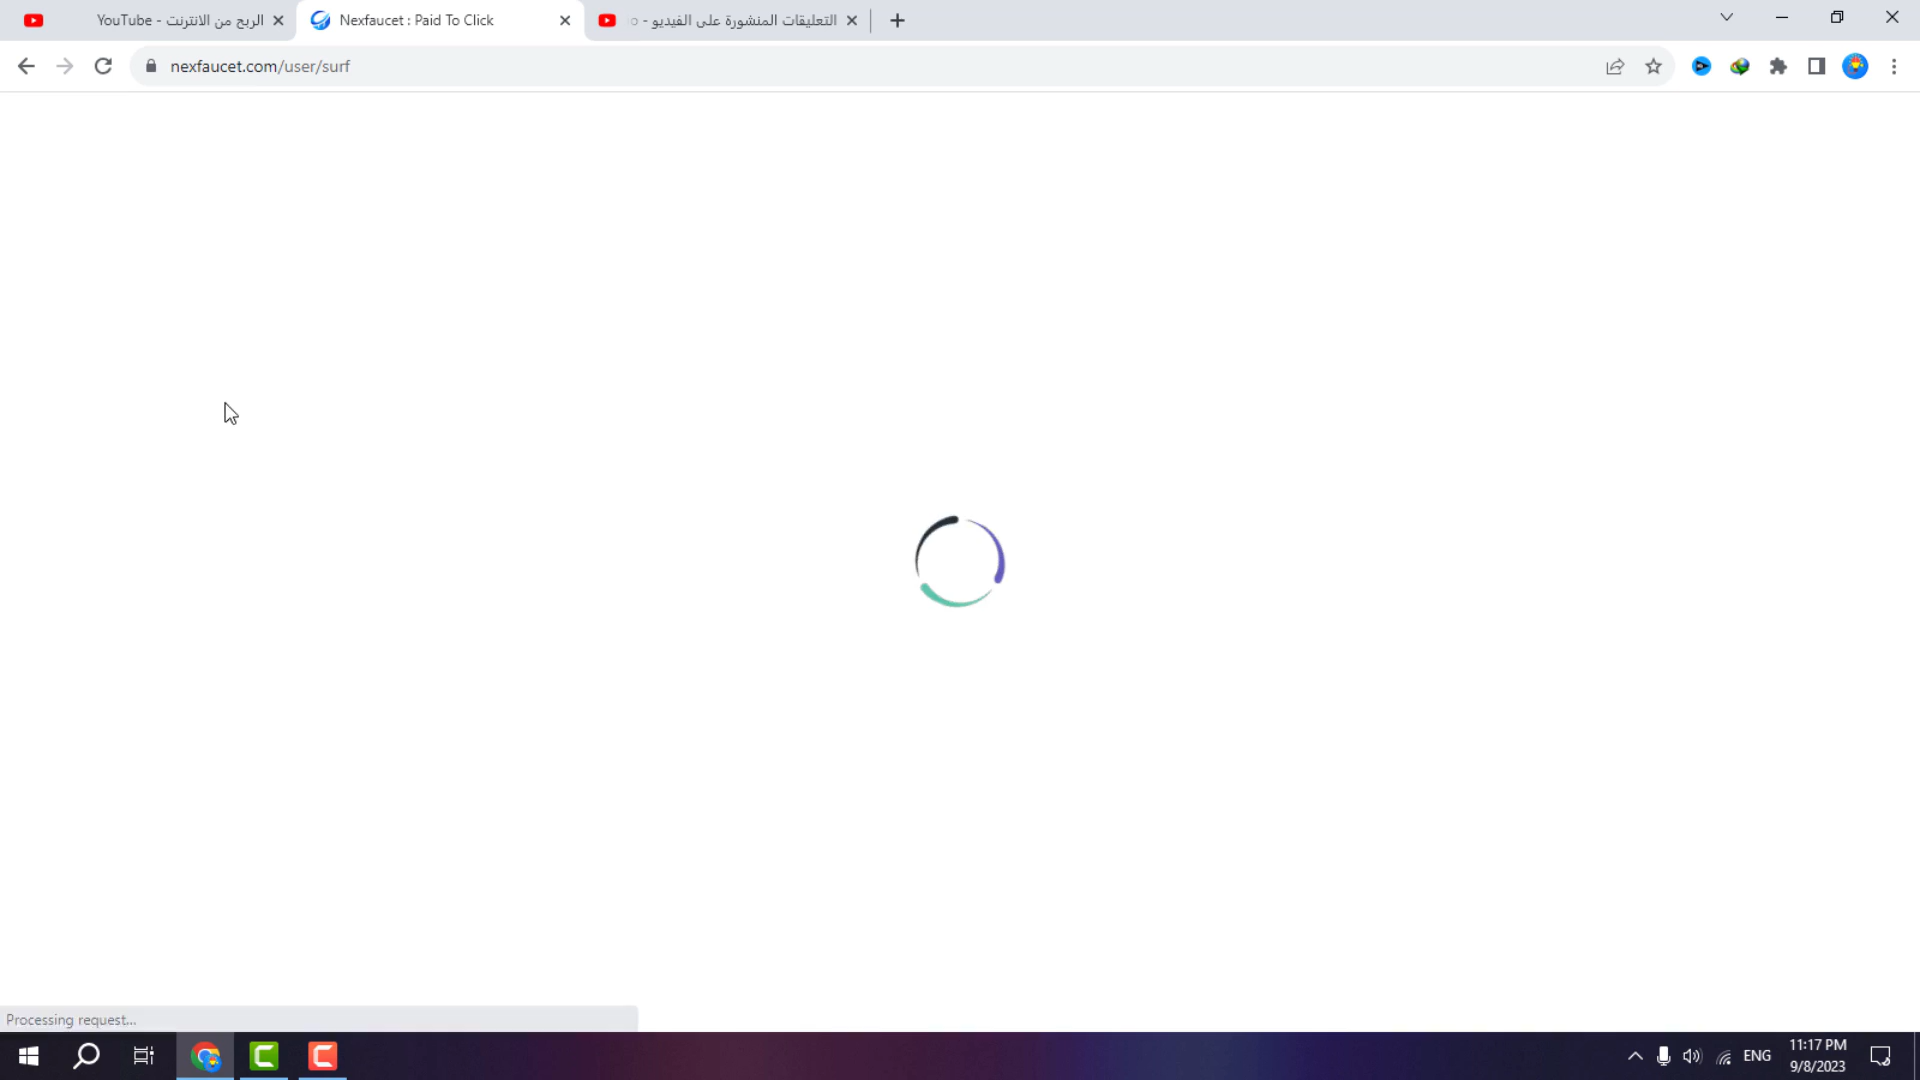 الربح من الانترنت - YouTube
Nexfaucet : Paid To Click
التعليقات المنشورة على الفيديو -
nexfaucet.com/user/surf
Processing request...
ENG
11:17 PM
9/8/2023